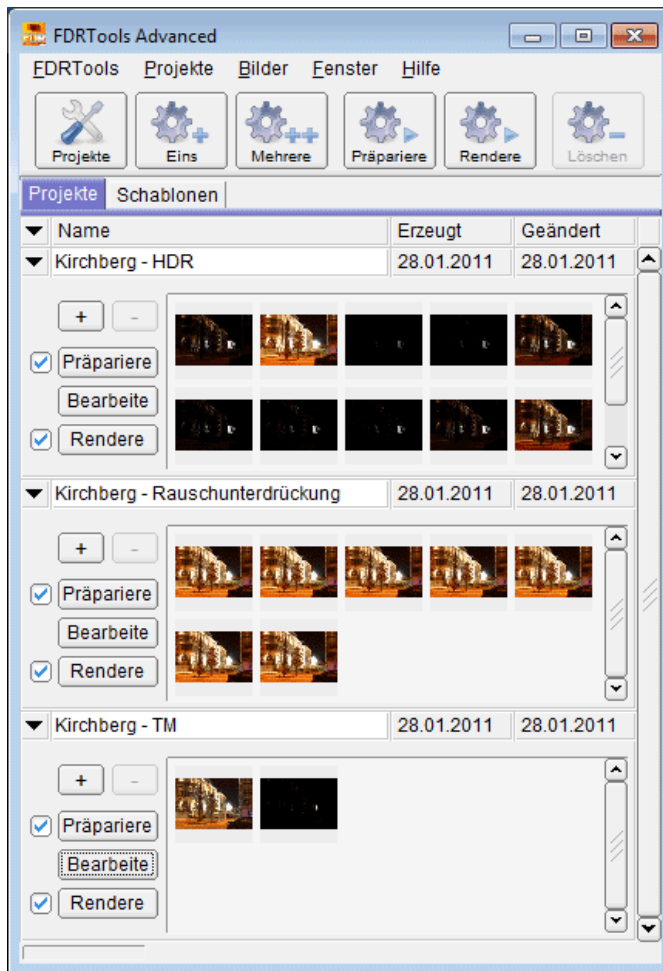 FDRTools Advanced
FDRTools Projekte Bilder Fenster Hilfe
Projekte Eins Mehrere Präpariere Rendere Löschen
Projekte Schablonen
Name Erzeugt Geändert
Kirchberg - HDR 28.01.2011 28.01.2011
+ -
Präpariere
Bearbeite
Rendere
Kirchberg - Rauschunterdrückung 28.01.2011 28.01.2011
+ -
Präpariere
Bearbeite
Rendere
Kirchberg - TM 28.01.2011 28.01.2011
+ -
Präpariere
Bearbeite
Rendere